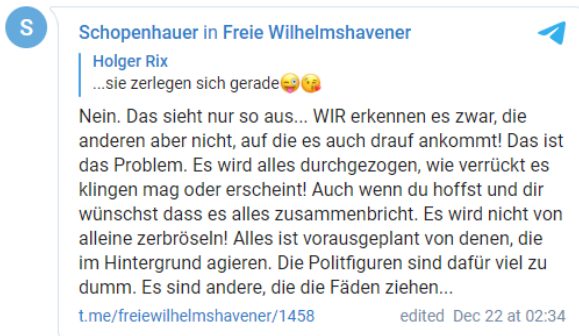 S
Schopenhauer in Freie Wilhelmshavener
Holger Rix
...sie zerlegen sich gerade😜😘
Nein. Das sieht nur so aus... WIR erkennen es zwar, die
anderen aber nicht, auf die es auch drauf ankommt! Das ist
das Problem. Es wird alles durchgezogen, wie verrückt es
klingen mag oder erscheint! Auch wenn du hoffst und dir
wünschst dass es alles zusammenbricht. Es wird nicht von
alleine zerbröseln! Alles ist vorausgeplant von denen, die
im Hintergrund agieren. Die Politfiguren sind dafür viel zu
dumm. Es sind andere, die die Fäden ziehen...
t.me/freiewilhelmshavener/1458 edited Dec 22 at 02:34